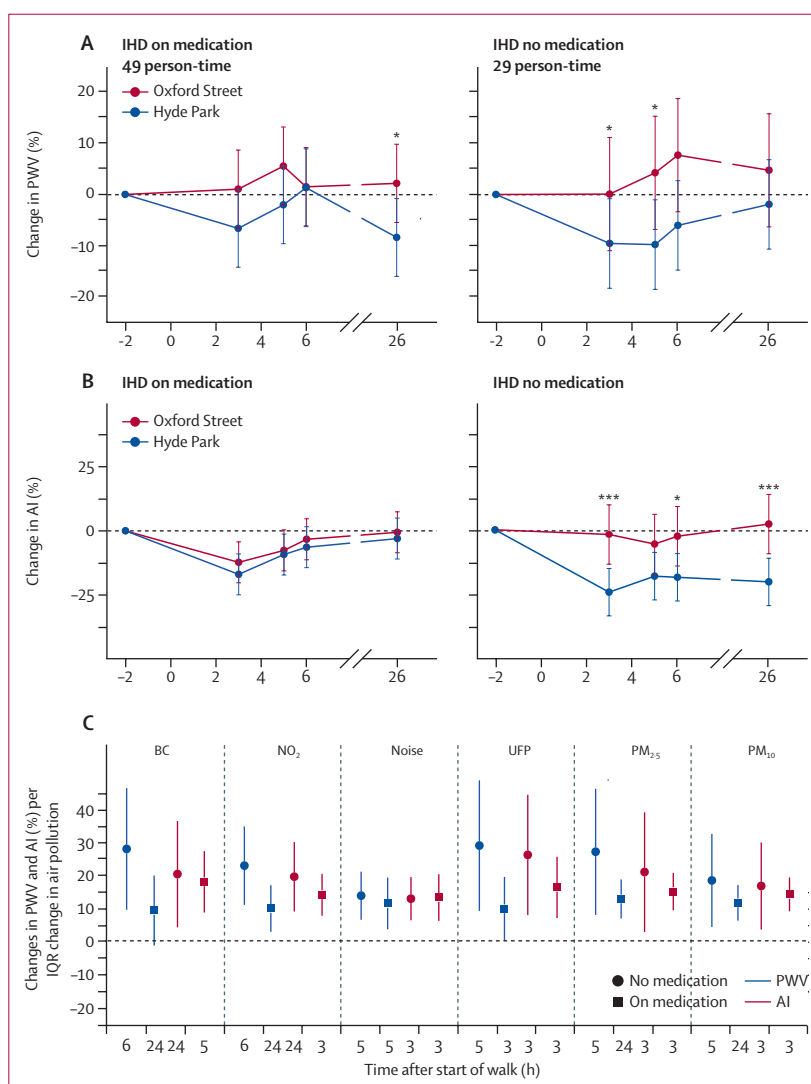 A
IHD on medication
49 person-time
IHD no medication
29 person-time
Oxford Street
Hyde Park
Change in PWV (%)
20
10
0
–10
–20
*
* *
-2 0 2 4 6 26
-2 0 2 4 6 26
B
IHD on medication
IHD no medication
Oxford Street
Hyde Park
Change in AI (%)
25
0
–25
*** * ***
–2 0 2 4 6 26
–2 0 2 4 6 26
C
BC NO2 Noise UFP PM2·5 PM10
Changes in PWV and AI (%) per
IQR change in air pollution
40
30
20
10
0
–10
–20
No medication PWV
On medication AI
6 24 24 5 6 24 24 3 5 5 3 3 5 3 3 3 5 24 3 3 5 24 3 3
Time after start of walk (h)